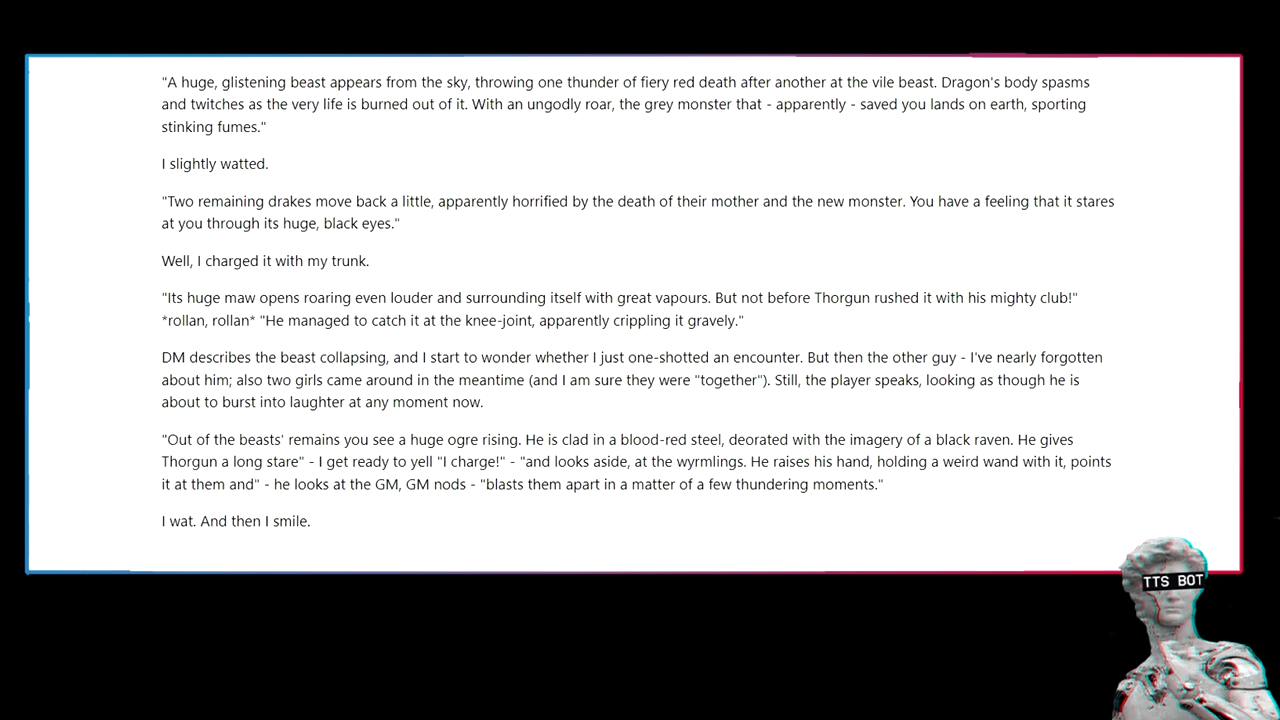 "A huge, glistening beast appears from the sky, throwing one thunder of fiery red death after another at the vile beast. Dragon's body spasms
and twitches as the very life is burned out of it. With an ungodly roar, the grey monster that - apparently - saved you lands on earth, sporting
stinking fumes."
I slightly watted.
"Two remaining drakes move back a little, apparently horrified by the death of their mother and the new monster. You have a feeling that it stares
at you through its huge, black eyes."
Well, I charged it with my trunk.
"Its huge maw opens roaring even louder and surrounding itself with great vapours. But not before Thorgun rushed it with his mighty club!"
*rollan, rollan* "He managed to catch it at the knee-joint, apparently crippling it gravely."
DM describes the beast collapsing, and I start to wonder whether I just one-shotted an encounter. But then the other guy - I've nearly forgotten
about him; also two girls came around in the meantime (and I am sure they were "together"). Still, the player speaks, looking as though he is
about to burst into laughter at any moment now.
"Out of the beasts' remains you see a huge ogre rising. He is clad in a blood-red steel, deorated with the imagery of a black raven. He gives
Thorgun a long stare" - I get ready to yell "I charge!" - "and looks aside, at the wyrmlings. He raises his hand, holding a weird wand with it, points
it at them and" - he looks at the GM, GM nods - "blasts them apart in a matter of a few thundering moments."
I wat. And then I smile.
TTS BOT